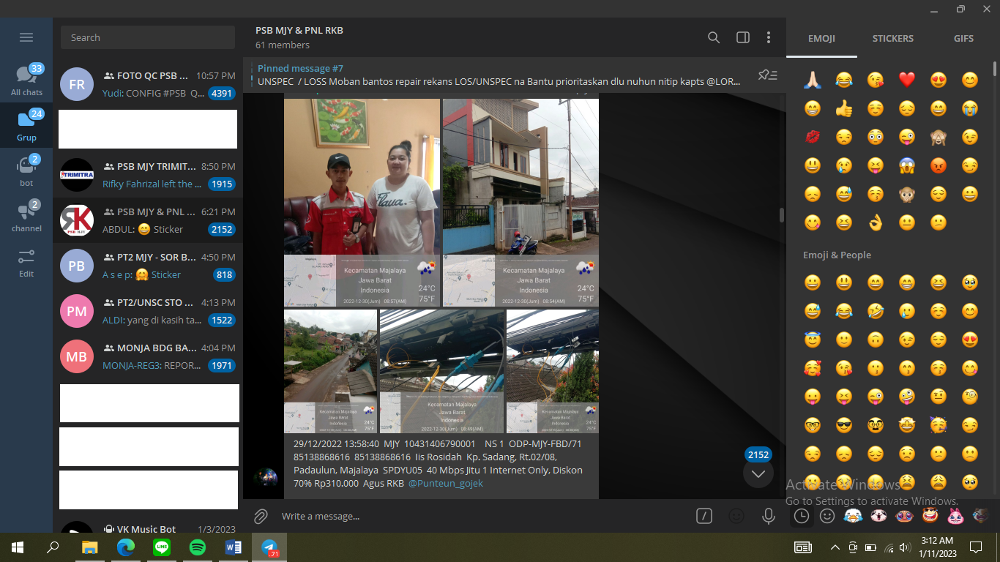 Search
33
All chats
24
Grup
2
bot
2
channel
Edit
FR
FOTO QC PSB ... 10:57 PM
Yudi: CONFIG #PSB Q... 4391
TRIMITRA
PSB MJY TRIMIT... 8:50 PM
Rifky Fahrizal left the ... 1915
RK
PSB MJY
PSB MJY & PNL ... 6:21 PM
ABDUL: 😁 Sticker 2152
PB
PT2 MJY - SOR B... 4:50 PM
A s e p: 🤗 Sticker 818
PM
PT2/UNSC STO ... 4:13 PM
ALDI: yang di kasih ta... 1522
MB
MONJA BDG BA... 4:04 PM
MONJA-REG3: REPOR... 1971
VK Music Bot 1/3/2023
PSB MJY & PNL RKB
61 members
Pinned message #7
UNSPEC / LOSS Moban bantos repair rekans LOS/UNSPEC na Bantu prioritaskan dlu nuhun nitip kapts @LOR...
Flaua.
Kecamatan Majalaya
Jawa Barat
Indonesia
24°C
75°F
2022-12-30(Jum) 08:57(AM)
Kecamatan Majalaya
Jawa Barat
Indonesia
24°C
75°F
2022-12-30(Jum) 08:54(AM)
Kecamatan Majalaya
Jawa Barat
Indonesia
24°C
75°F
Kecamatan Majalaya
Jawa Barat
Indonesia
2022-12-30(Jum) 08:49(AM)
Kecamatan Majalaya
Jawa Barat
Indonesia
24°C
75°F
29/12/2022 13:58:40 MJY 10431406790001 NS 1 ODP-MJY-FBD/71
85138868616 85138868616 Iis Rosidah Kp. Sadang, Rt.02/08,
Padaulun, Majalaya SPDYU05 40 Mbps Jitu 1 Internet Only, Diskon
70% Rp310.000 Agus RKB @Punteun_gojek
2152
Write a message...
EMOJI STICKERS GIFS
Emoji & People
Activate Windows
Go to Settings to activate Windows.
LINE
W
.71
3:12 AM
1/11/2023